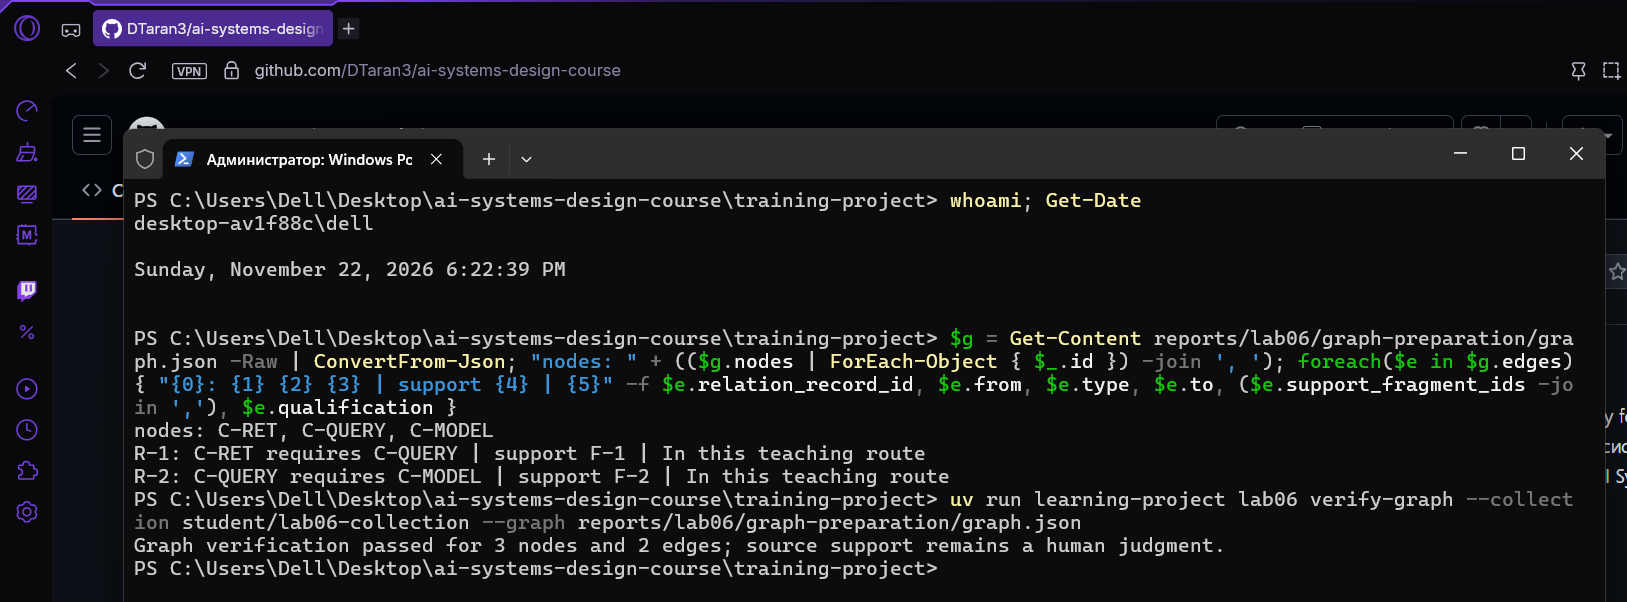 DTaran3/ai-systems-design
VPN
github.com/DTaran3/ai-systems-design-course
Администратор: Windows Pc
PS C:\Users\Dell\Desktop\ai-systems-design-course\training-project> whoami; Get-Date
desktop-av1f88c\dell
Sunday, November 22, 2026 6:22:39 PM
PS C:\Users\Dell\Desktop\ai-systems-design-course\training-project> $g = Get-Content reports/lab06/graph-preparation/gra
ph.json -Raw | ConvertFrom-Json; "nodes: " + (($g.nodes | ForEach-Object { $_.id }) -join ', '); foreach($e in $g.edges)
{ "{0}: {1} {2} {3} | support {4} | {5}" -f $e.relation_record_id, $e.from, $e.type, $e.to, ($e.support_fragment_ids -jo
in ','), $e.qualification }
nodes: C-RET, C-QUERY, C-MODEL
R-1: C-RET requires C-QUERY | support F-1 | In this teaching route
R-2: C-QUERY requires C-MODEL | support F-2 | In this teaching route
PS C:\Users\Dell\Desktop\ai-systems-design-course\training-project> uv run learning-project lab06 verify-graph --collect
ion student/lab06-collection --graph reports/lab06/graph-preparation/graph.json
Graph verification passed for 3 nodes and 2 edges; source support remains a human judgment.
PS C:\Users\Dell\Desktop\ai-systems-design-course\training-project>